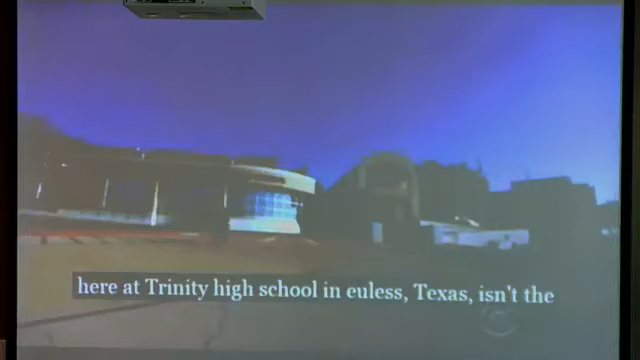 here at Trinity high school in euless, Texas, isn't the